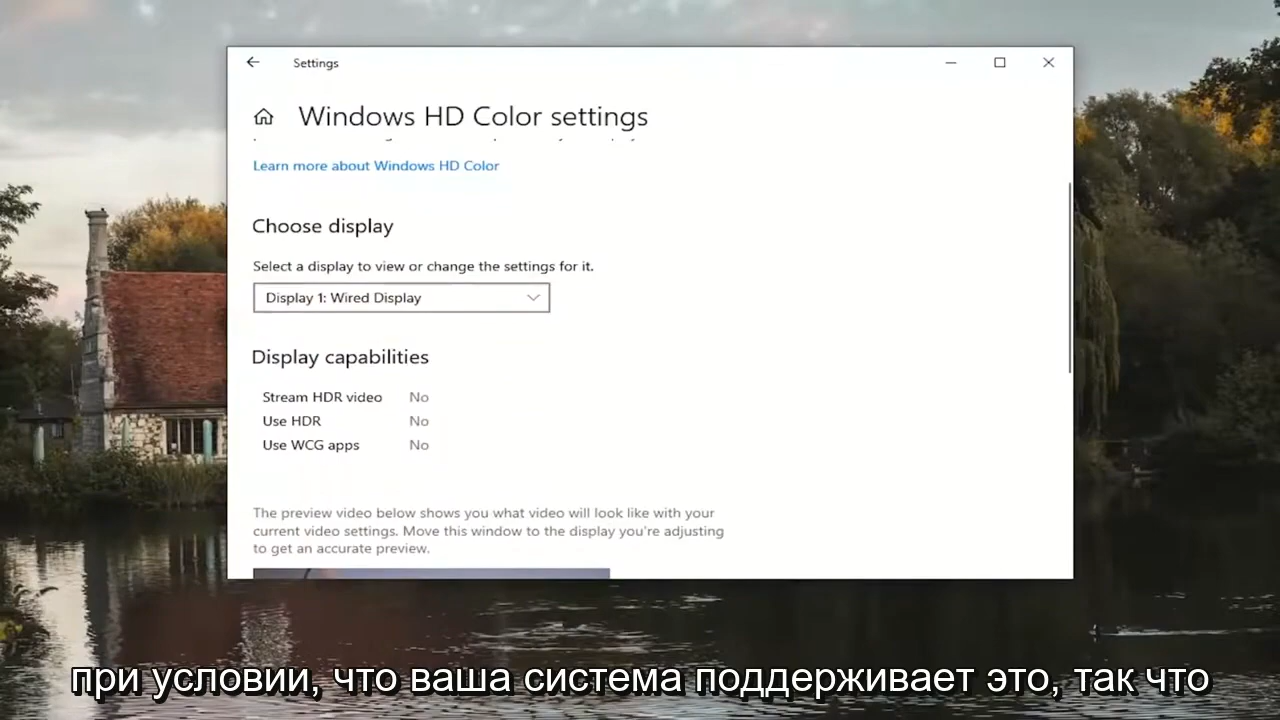 Settings
Windows HD Color settings
Learn more about Windows HD Color
Choose display
Select a display to view or change the settings for it.
Display 1: Wired Display
Display capabilities
Stream HDR video No
Use HDR No
Use WCG apps No
The preview video below shows you what video will look like with your
current video settings. Move this window to the display you're adjusting
to get an accurate preview.
при условии, что ваша система поддерживает это, так что